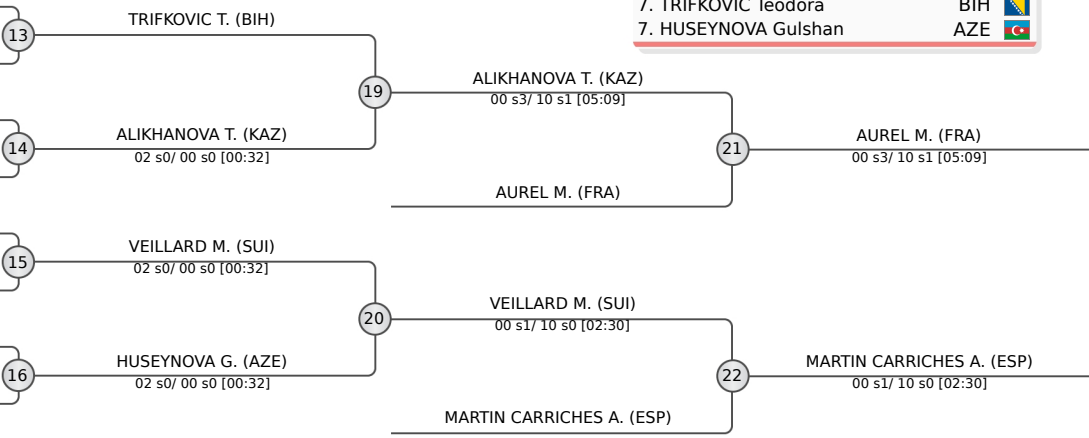 7. TRIFKOVIC Teodora BIH
7. HUSEYNOVA Gulshan AZE
13
TRIFKOVIC T. (BIH)
19
ALIKHANOVA T. (KAZ)
00 s3/ 10 s1 [05:09]
14
ALIKHANOVA T. (KAZ)
02 s0/ 00 s0 [00:32]
21
AUREL M. (FRA)
00 s3/ 10 s1 [05:09]
AUREL M. (FRA)
15
VEILLARD M. (SUI)
02 s0/ 00 s0 [00:32]
20
VEILLARD M. (SUI)
00 s1/ 10 s0 [02:30]
16
HUSEYNOVA G. (AZE)
02 s0/ 00 s0 [00:32]
22
MARTIN CARRICHES A. (ESP)
00 s1/ 10 s0 [02:30]
MARTIN CARRICHES A. (ESP)